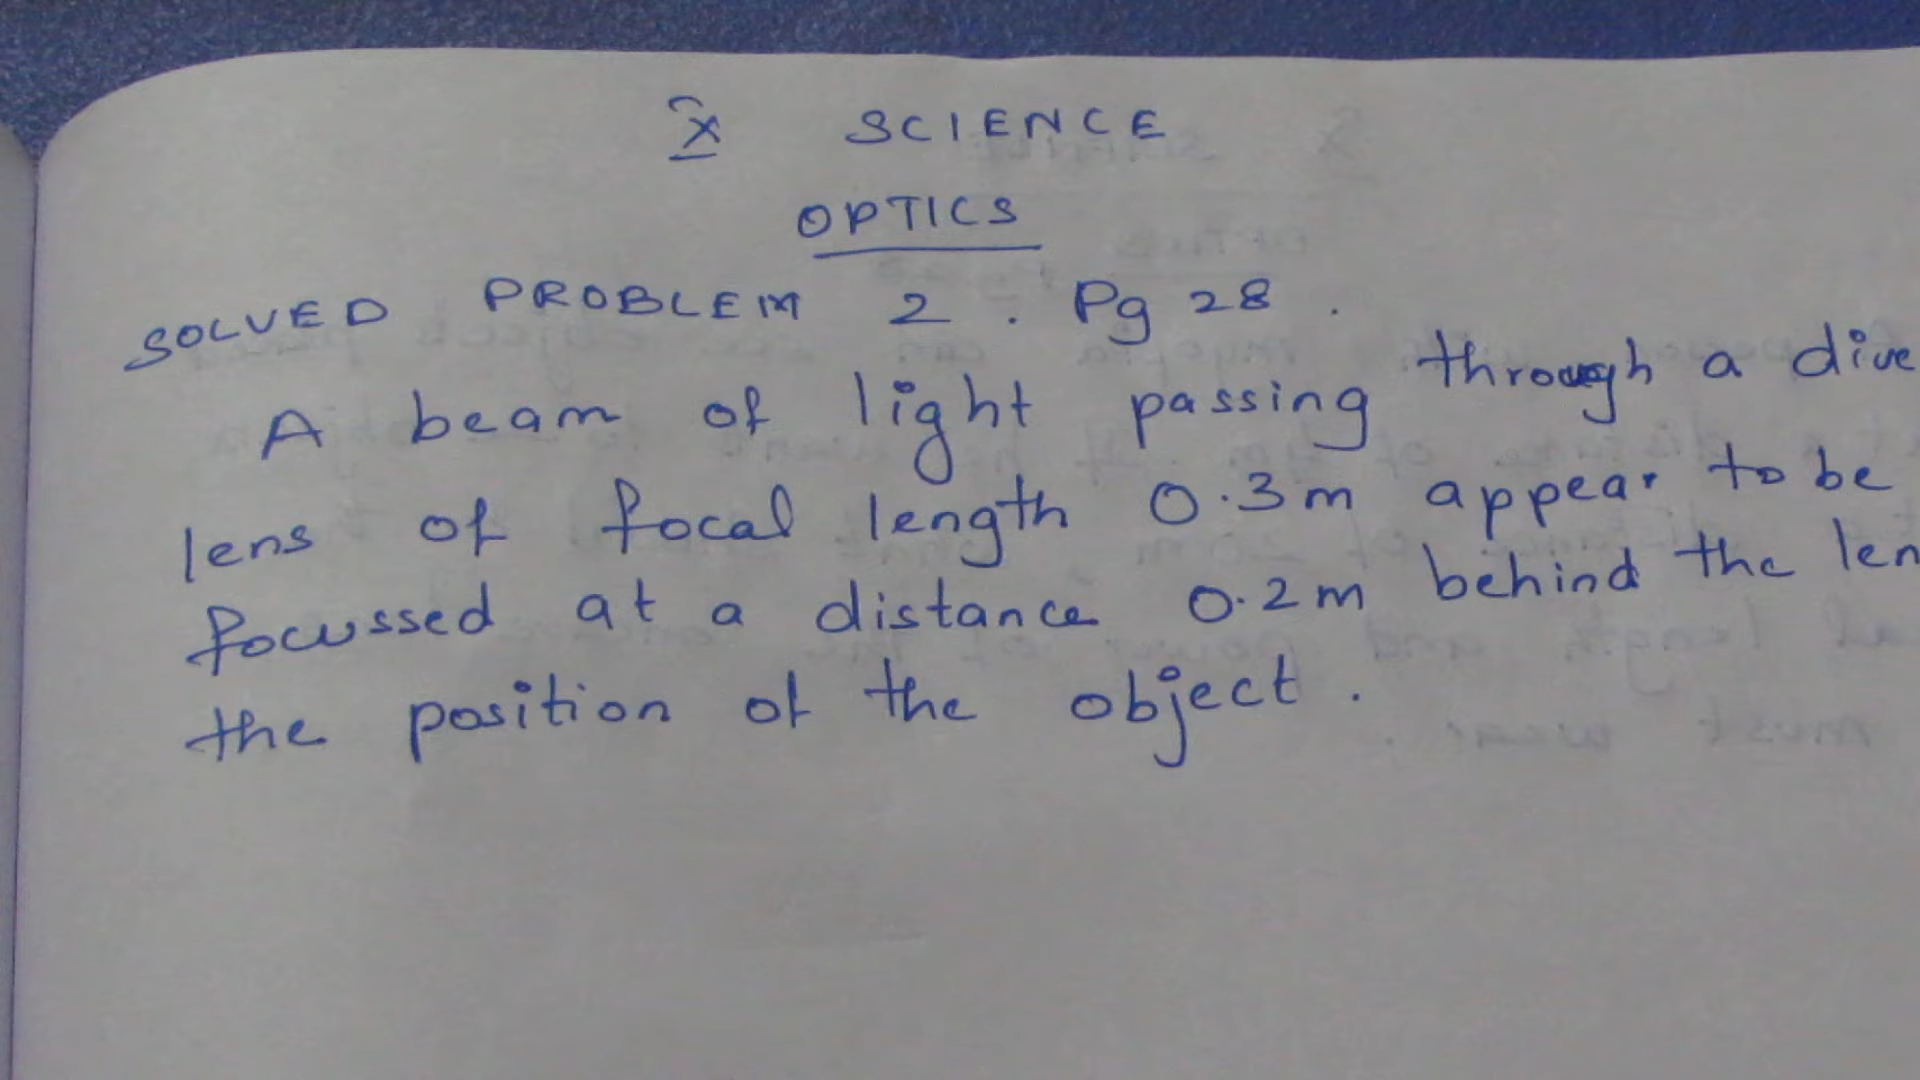 X SCIENCE
OPTICS
SOLVED PROBLEM 2. Pg 28.
A beam of light passing through a dive
lens of focal length 0.3m appear to be
focussed at a distance 0.2m behind the len
the position of the object.